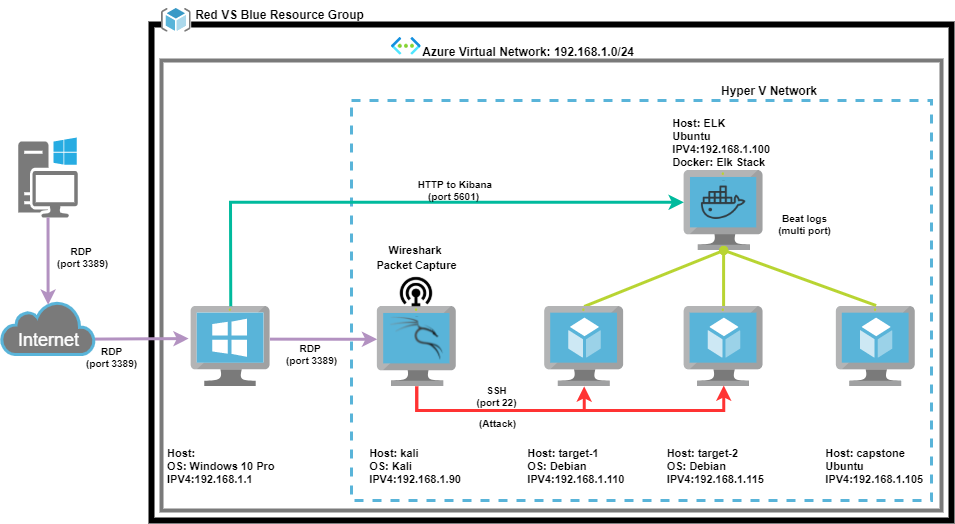 Red VS Blue Resource Group
Azure Virtual Network: 192.168.1.0/24
Hyper V Network
Host: ELK
Ubuntu
IPV4:192.168.1.100
Docker: Elk Stack
HTTP to Kibana
(port 5601)
Beat logs
(multi port)
RDP
(port 3389)
Wireshark
Packet Capture
Internet
RDP
(port 3389)
RDP
(port 3389)
SSH
(port 22)
(Attack)
Host:
OS: Windows 10 Pro
IPV4:192.168.1.1
Host: kali
OS: Kali
IPV4:192.168.1.90
Host: target-1
OS: Debian
IPV4:192.168.1.110
Host: target-2
OS: Debian
IPV4:192.168.1.115
Host: capstone
Ubuntu
IPV4:192.168.1.105